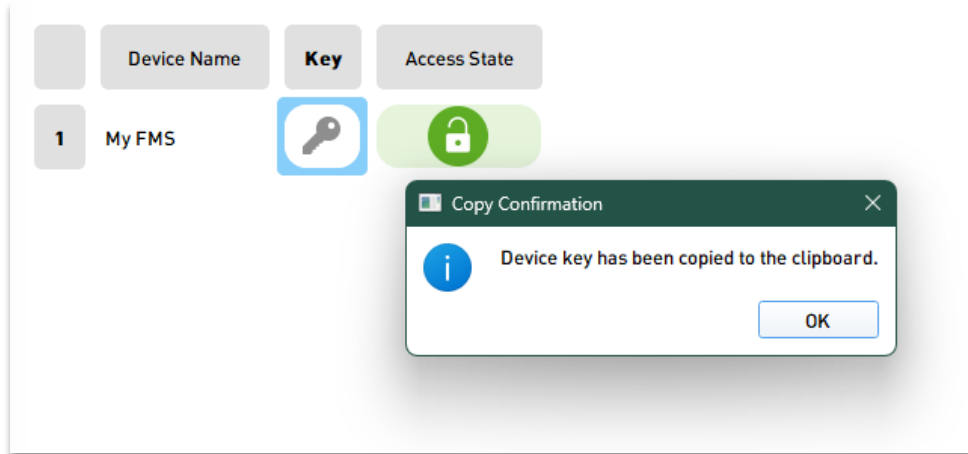 Device Name Key Access State
1 My FMS
Copy Confirmation
Device key has been copied to the clipboard.
OK